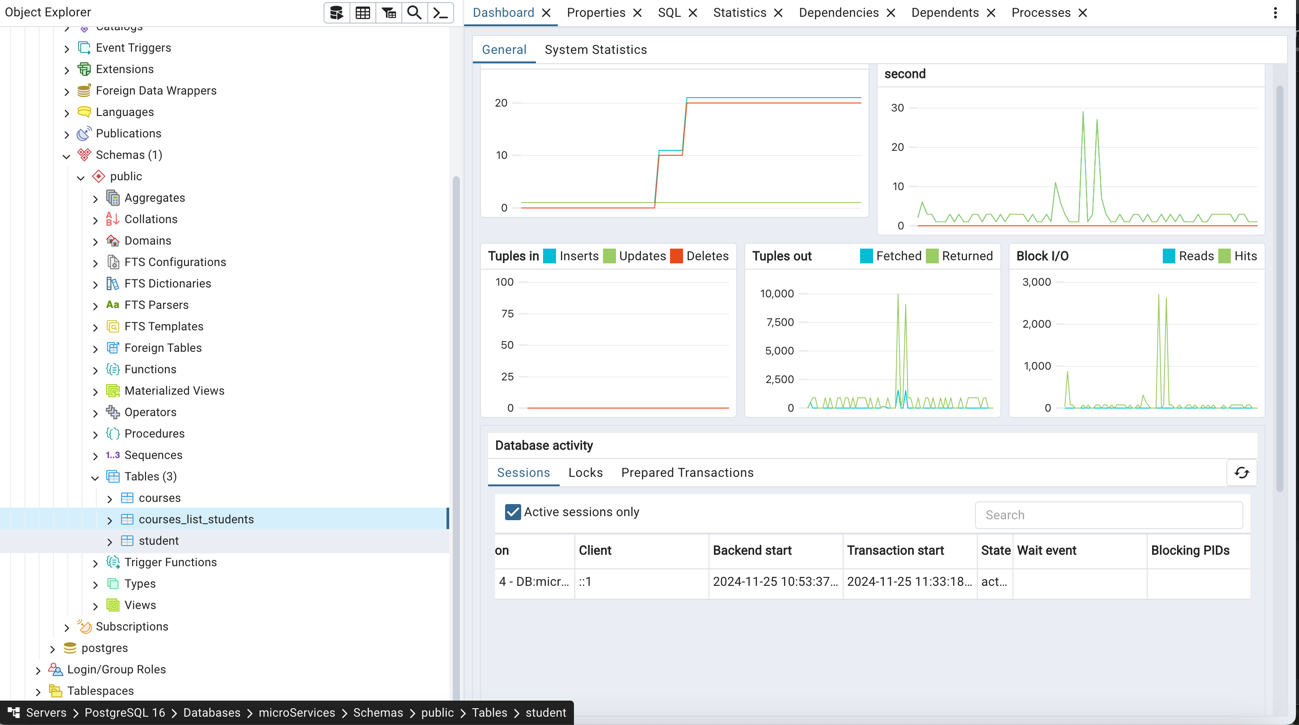 Object Explorer
Catalogs
Event Triggers
Extensions
Foreign Data Wrappers
Languages
Publications
Schemas (1)
public
Aggregates
Collations
Domains
FTS Configurations
FTS Dictionaries
Aa FTS Parsers
FTS Templates
Foreign Tables
Functions
Materialized Views
Operators
Procedures
1..3 Sequences
Tables (3)
courses
courses_list_students
student
Trigger Functions
Types
Views
Subscriptions
postgres
Login/Group Roles
Tablespaces
Servers > PostgreSQL 16 > Databases > microServices > Schemas > public > Tables > student
Dashboard Properties SQL Statistics Dependencies Dependents Processes
General System Statistics
20
10
0
second
30
20
10
0
Tuples in Inserts Updates Deletes
100
75
50
25
0
Tuples out Fetched Returned
10,000
7,500
5,000
2,500
0
Block I/O Reads Hits
3,000
2,000
1,000
0
Database activity
Sessions Locks Prepared Transactions
Active sessions only Search
on Client Backend start Transaction start State Wait event Blocking PIDs
4 - DB:micr... ::1 2024-11-25 10:53:37... 2024-11-25 11:33:18... act...